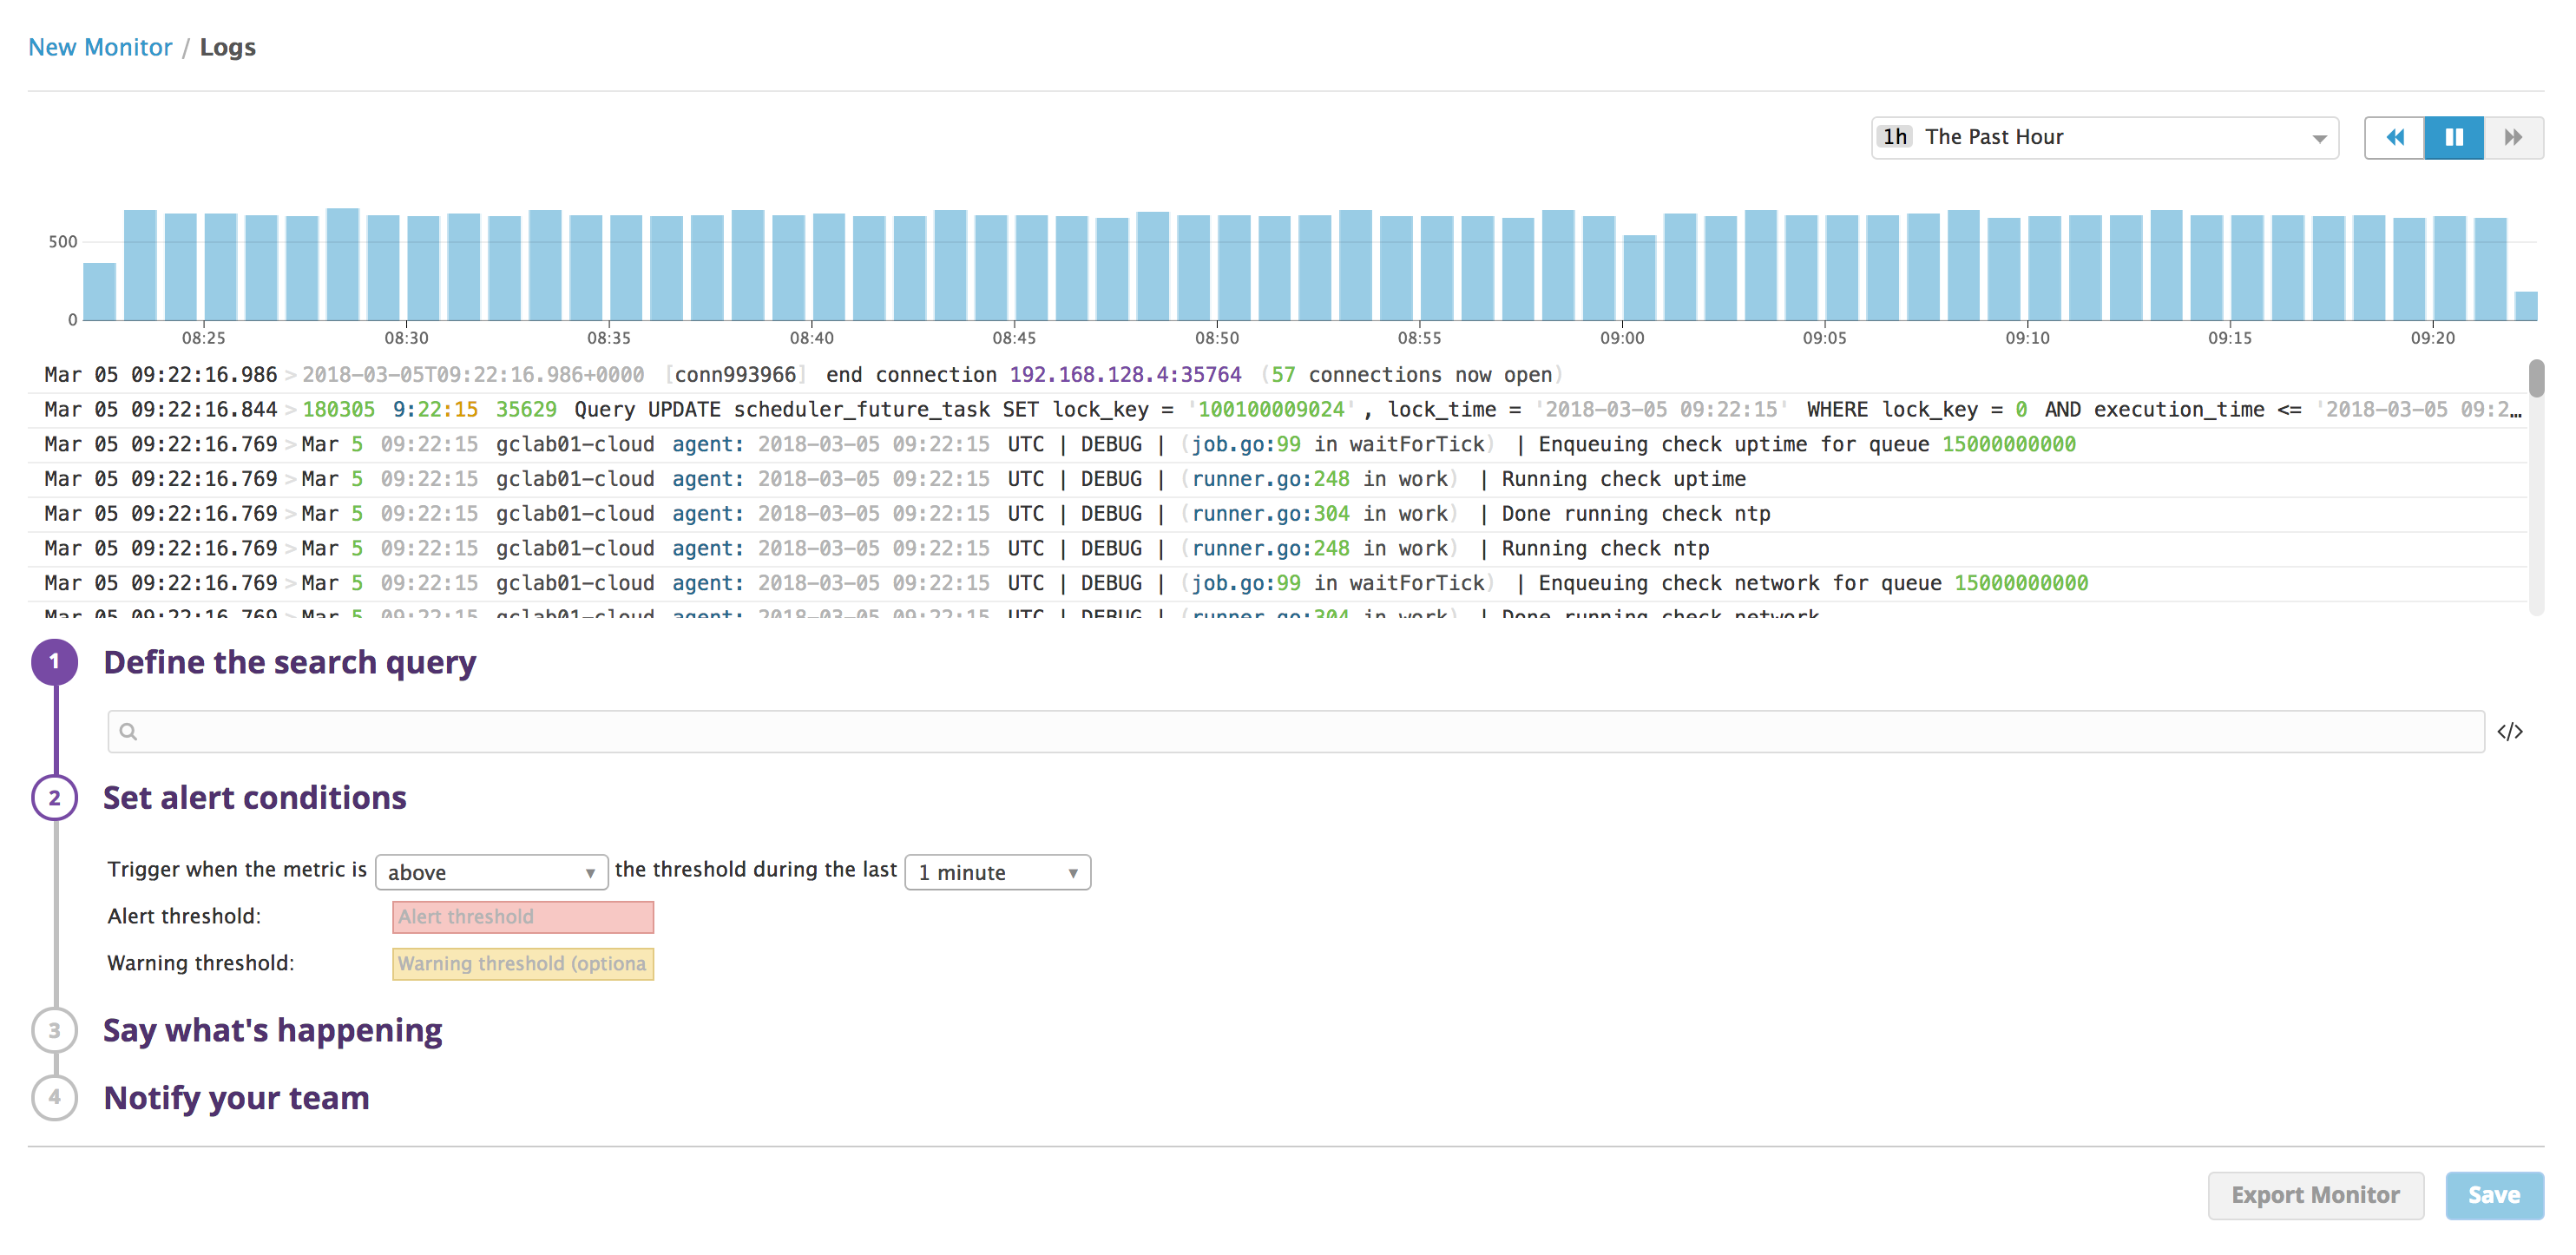 New Monitor / Logs
1h The Past Hour
500
0
08:25 08:30 08:35 08:40 08:45 08:50 08:55 09:00 09:05 09:10 09:15 09:20
Mar 05 09:22:16.986 > 2018-03-05T09:22:16.986+0000 [conn993966] end connection 192.168.128.4:35764 (57 connections now open)
Mar 05 09:22:16.844 > 180305 9:22:15 35629 Query UPDATE scheduler_future_task SET lock_key = '100100009024', lock_time = '2018-03-05 09:22:15' WHERE lock_key = 0 AND execution_time <= '2018-03-05 09:2…
Mar 05 09:22:16.769 > Mar 5 09:22:15 gclab01-cloud agent: 2018-03-05 09:22:15 UTC | DEBUG | (job.go:99 in waitForTick) | Enqueuing check uptime for queue 15000000000
Mar 05 09:22:16.769 > Mar 5 09:22:15 gclab01-cloud agent: 2018-03-05 09:22:15 UTC | DEBUG | (runner.go:248 in work) | Running check uptime
Mar 05 09:22:16.769 > Mar 5 09:22:15 gclab01-cloud agent: 2018-03-05 09:22:15 UTC | DEBUG | (runner.go:304 in work) | Done running check ntp
Mar 05 09:22:16.769 > Mar 5 09:22:15 gclab01-cloud agent: 2018-03-05 09:22:15 UTC | DEBUG | (runner.go:248 in work) | Running check ntp
Mar 05 09:22:16.769 > Mar 5 09:22:15 gclab01-cloud agent: 2018-03-05 09:22:15 UTC | DEBUG | (job.go:99 in waitForTick) | Enqueuing check network for queue 15000000000
Mar 05 09:22:16.769 > Mar 5 09:22:15 gclab01-cloud agent: 2018-03-05 09:22:15 UTC | DEBUG | (runner.go:304 in work) | Done running check network
1 Define the search query
</>
2 Set alert conditions
Trigger when the metric is above the threshold during the last 1 minute
Alert threshold: Alert threshold
Warning threshold: Warning threshold (optiona
3 Say what's happening
4 Notify your team
Export Monitor Save